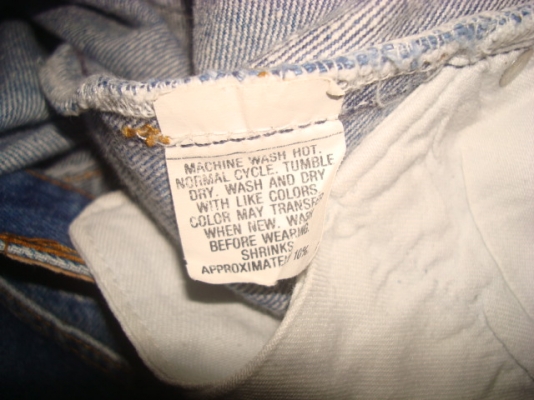 MACHINE WASH HOT.
NORMAL CYCLE. TUMBLE
DRY. WASH AND DRY
WITH LIKE COLORS.
COLOR MAY TRANSFER
WHEN NEW. WASH
BEFORE WEARING.
SHRINKS
APPROXIMATELY 10%